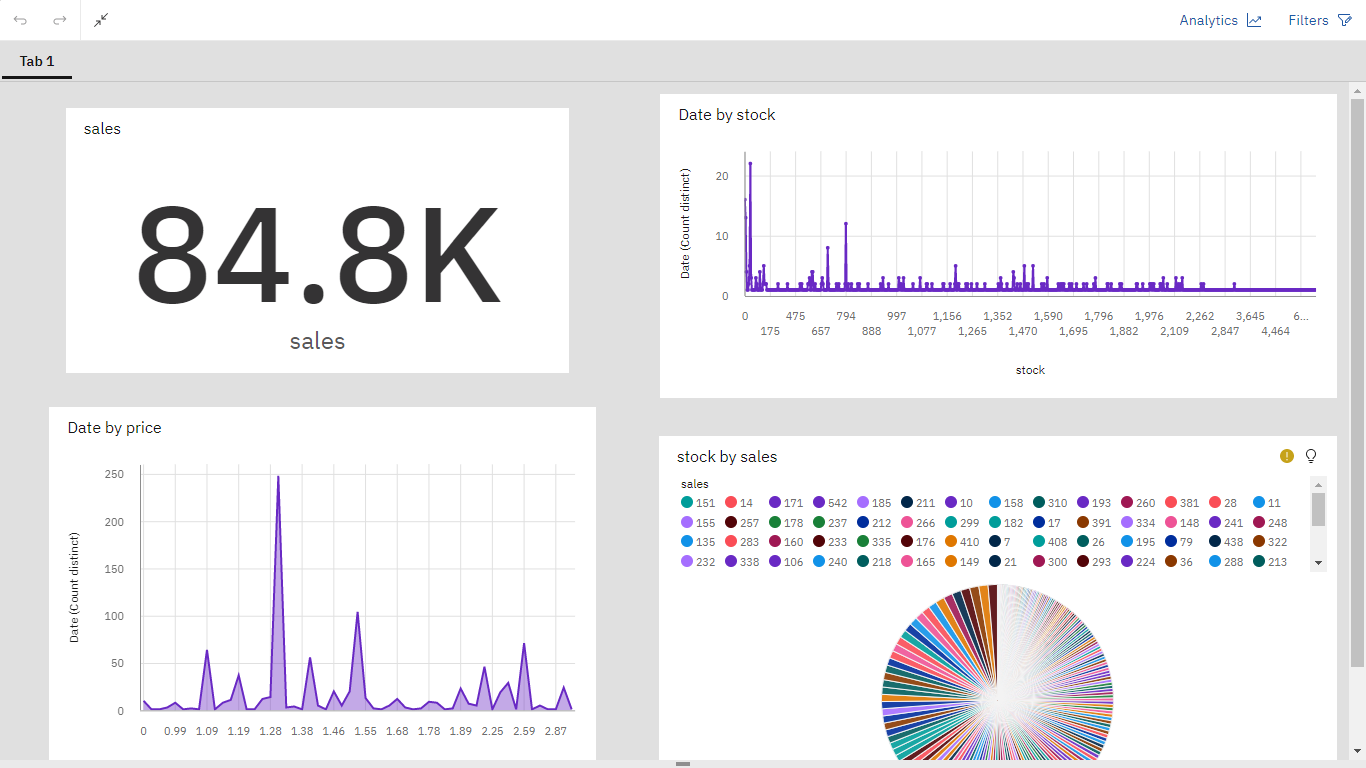 Analytics Filters
Tab 1
sales
84.8K
sales
Date by stock
Date (Count distinct)
20
10
0
0 475 794 997 1,156 1,352 1,590 1,796 1,976 2,262 3,645 6...
175 657 888 1,077 1,265 1,470 1,695 1,882 2,109 2,847 4,464
stock
Date by price
Date (Count distinct)
250
200
150
100
50
0
0 0.99 1.09 1.19 1.28 1.38 1.46 1.55 1.68 1.78 1.89 2.25 2.59 2.87
stock by sales
sales
151 14 171 542 185 211 10 158 310 193 260 381 28 11
155 257 178 237 212 266 299 182 17 391 334 148 241 248
135 283 160 233 335 176 410 7 408 26 195 79 438 322
232 338 106 240 218 165 149 21 300 293 224 36 288 213